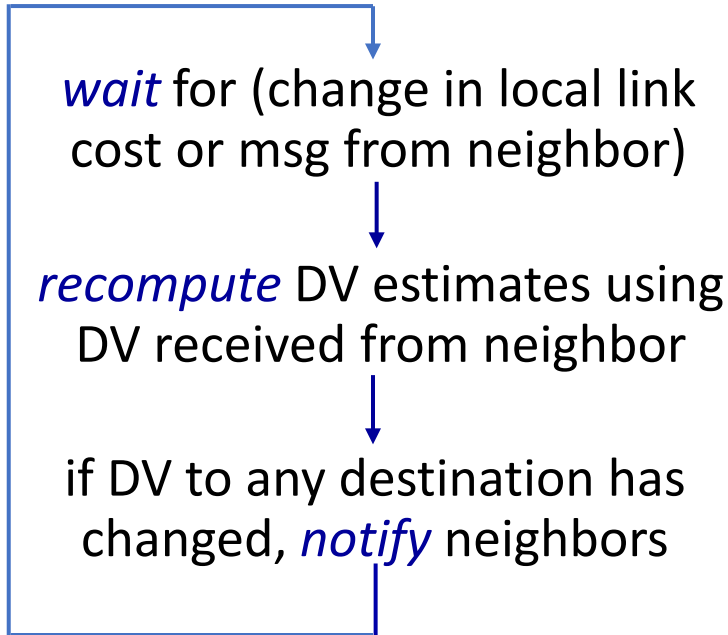 wait for (change in local link
cost or msg from neighbor)
recompute DV estimates using
DV received from neighbor
if DV to any destination has
changed, notify neighbors